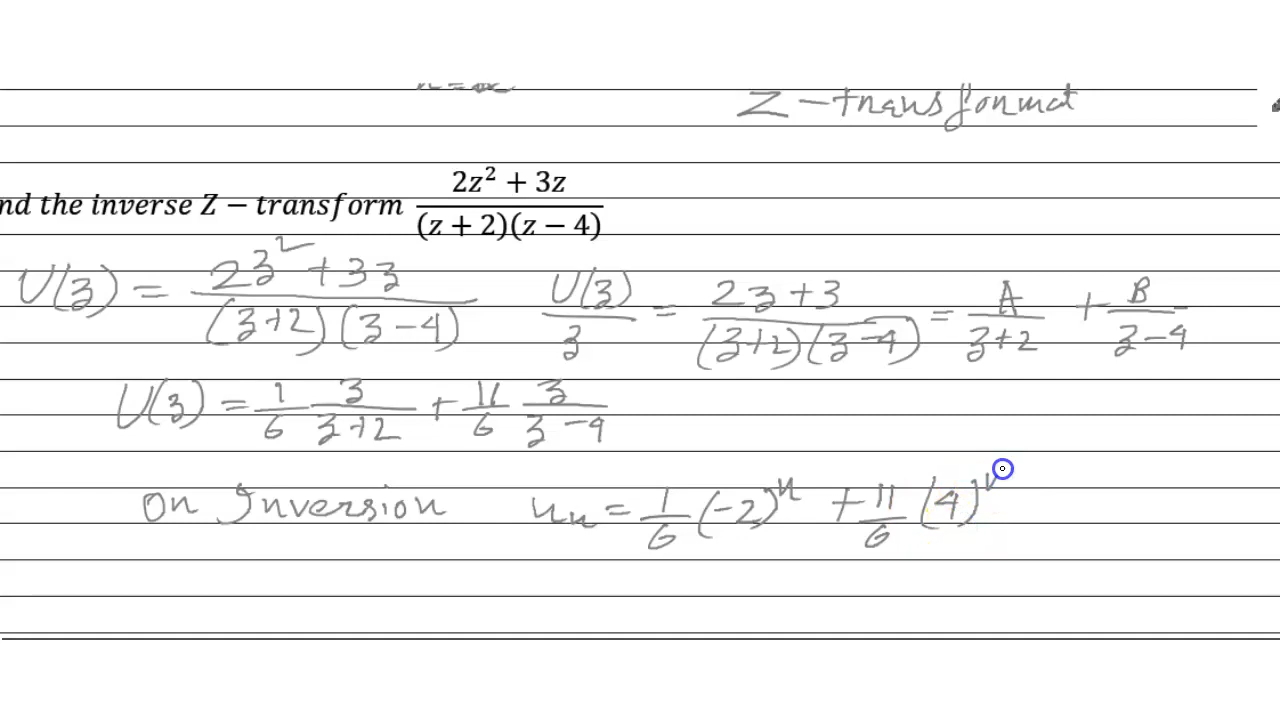 Z - transformat
nd the inverse Z − transform (2z² + 3z)/((z + 2)(z − 4))
U(z) = (2z² + 3z)/((z+2)(z-4))   U(z)/z = (2z+3)/((z+2)(z-4)) = A/(z+2) + B/(z-4)
U(z) = 1/6 z/(z+2) + 11/6 z/(z-4)
On Inversion uₙ = 1/6 (-2)ⁿ + 11/6 (4)ⁿ